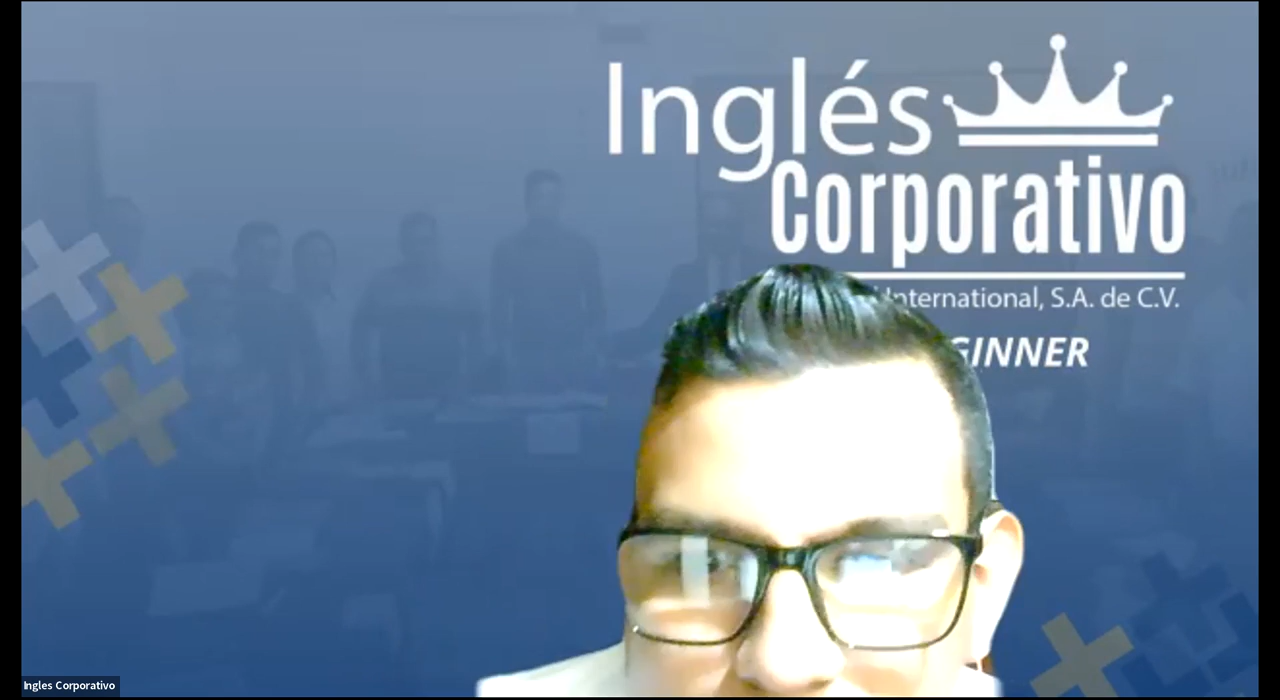 Inglés
Corporativo
International, S.A. de C.V.
GINNER
Ingles Corporativo